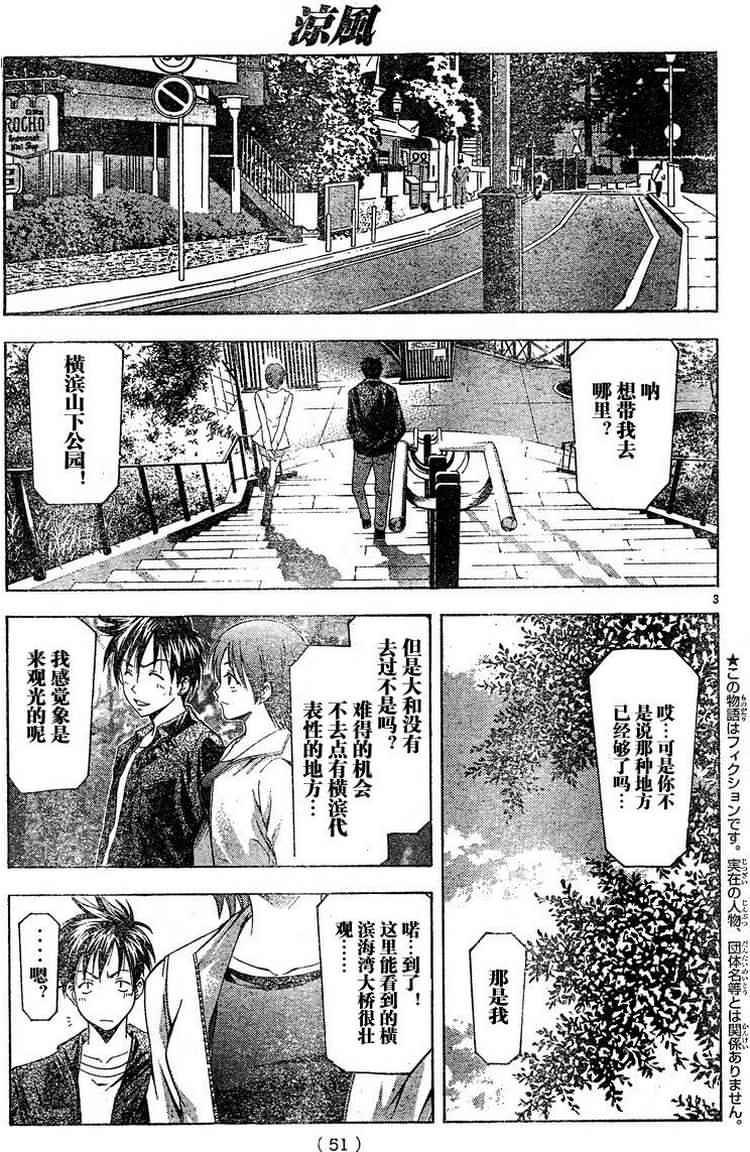 涼風
ROCHO
呐
想带我去
哪里？
横滨山下公园！
3
哎…可是你不
是说那种地方
已经够了吗…
那是我
但是大和没有
去过不是吗？
难得的机会
不去点有横滨代
表性的地方…
我感觉象是
来观光的呢
喏…到了！
这里能看到的横
滨海湾大桥很壮
观……
…嗯？
★この物語はフィクションです。実在の人物、団体名等とは関係ありません。
(51)